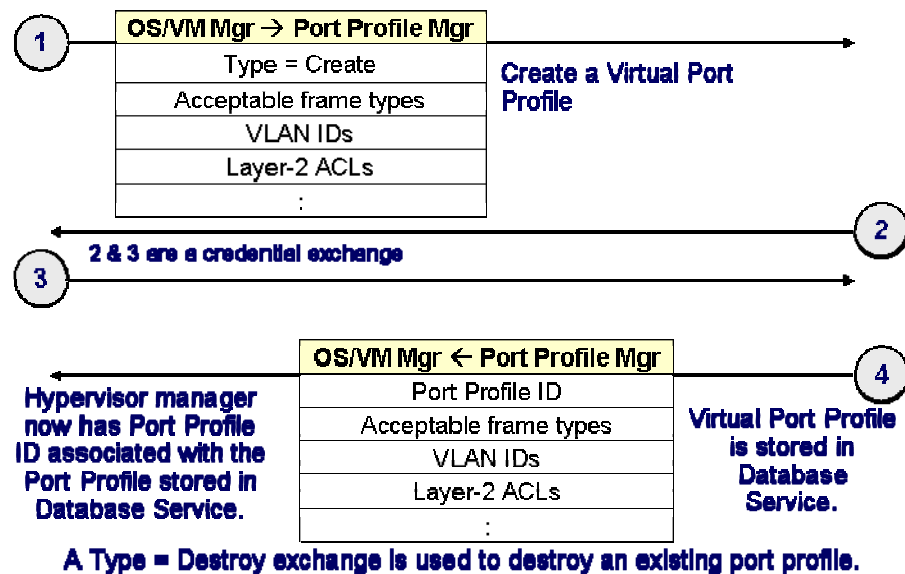 1
OS/VM Mgr → Port Profile Mgr
Type = Create
Acceptable frame types
VLAN IDs
Layer-2 ACLs
:
Create a Virtual Port
Profile
2
2 & 3 are a credential exchange
3
OS/VM Mgr ← Port Profile Mgr
Port Profile ID
Acceptable frame types
VLAN IDs
Layer-2 ACLs
:
4
Hypervisor manager
now has Port Profile
ID associated with the
Port Profile stored in
Database Service.
Virtual Port Profile
is stored in
Database
Service.
A Type = Destroy exchange is used to destroy an existing port profile.